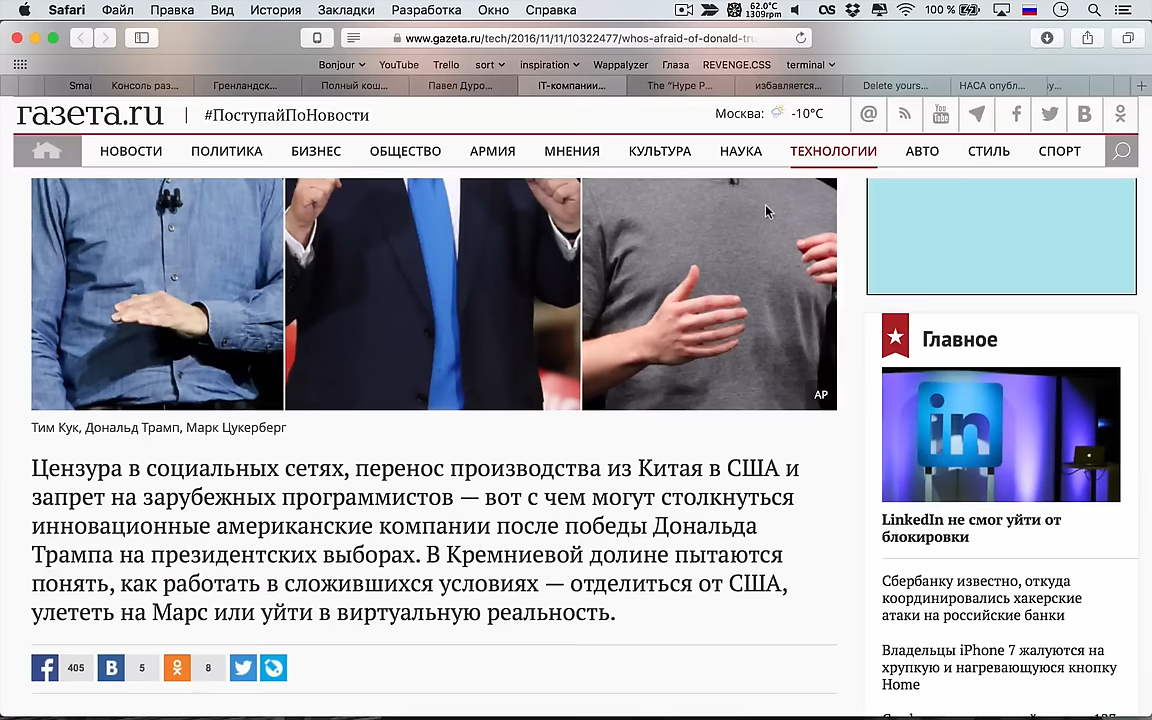 Safari Файл Правка Вид История Закладки Разработка Окно Справка 62.0°C 1309rpm 100 %
www.gazeta.ru/tech/2016/11/11/10322477/whos-afraid-of-donald-tru
Bonjour YouTube Trello sort inspiration Wappalyzer Глаза REVENGE.CSS terminal
Smai Консоль раз... Гренландск... Полный кош... Павел Дуро... IT-компании... The "Hype P... избавляется... Delete yours... НАСА опубл...
газета.ru | #ПоступайПоНовости Москва: -10°C
НОВОСТИ ПОЛИТИКА БИЗНЕС ОБЩЕСТВО АРМИЯ МНЕНИЯ КУЛЬТУРА НАУКА ТЕХНОЛОГИИ АВТО СТИЛЬ СПОРТ
AP
Тим Кук, Дональд Трамп, Марк Цукерберг
Цензура в социальных сетях, перенос производства из Китая в США и
запрет на зарубежных программистов — вот с чем могут столкнуться
инновационные американские компании после победы Дональда
Трампа на президентских выборах. В Кремниевой долине пытаются
понять, как работать в сложившихся условиях — отделиться от США,
улететь на Марс или уйти в виртуальную реальность.
405 5 8
Главное
in
LinkedIn не смог уйти от
блокировки
Сбербанку известно, откуда
координировались хакерские
атаки на российские банки
Владельцы iPhone 7 жалуются на
хрупкую и нагревающуюся кнопку
Home